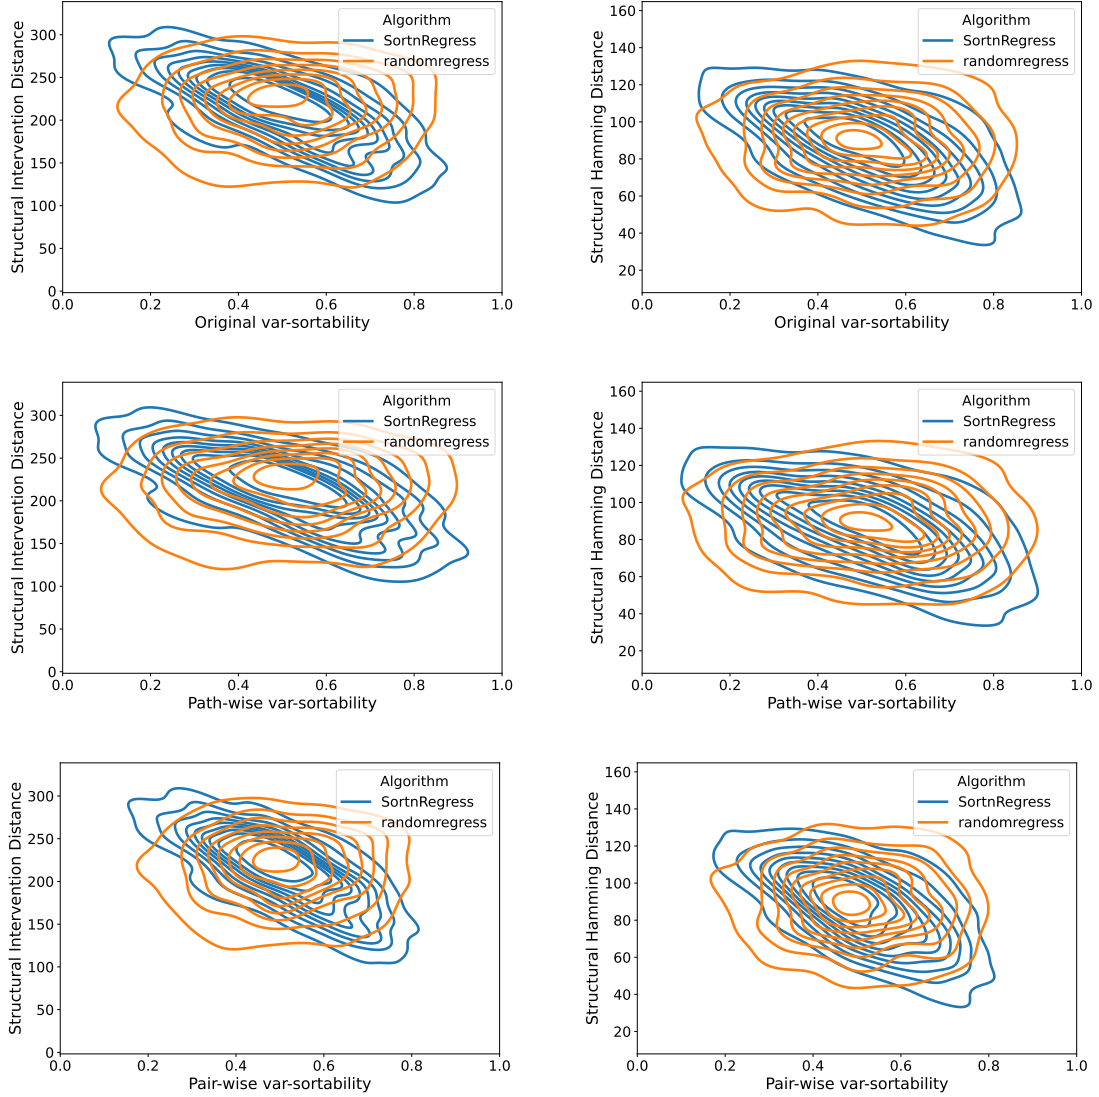 Structural Intervention Distance
300
250
200
150
100
50
0
0.0 0.2 0.4 0.6 0.8 1.0
Original var-sortability
Algorithm
SortnRegress
randomregress
Structural Hamming Distance
160
140
120
100
80
60
40
20
0.0 0.2 0.4 0.6 0.8 1.0
Original var-sortability
Algorithm
SortnRegress
randomregress
Structural Intervention Distance
300
250
200
150
100
50
0
0.0 0.2 0.4 0.6 0.8 1.0
Path-wise var-sortability
Algorithm
SortnRegress
randomregress
Structural Hamming Distance
160
140
120
100
80
60
40
20
0.0 0.2 0.4 0.6 0.8 1.0
Path-wise var-sortability
Algorithm
SortnRegress
randomregress
Structural Intervention Distance
300
250
200
150
100
50
0
0.0 0.2 0.4 0.6 0.8 1.0
Pair-wise var-sortability
Algorithm
SortnRegress
randomregress
Structural Hamming Distance
160
140
120
100
80
60
40
20
0.0 0.2 0.4 0.6 0.8 1.0
Pair-wise var-sortability
Algorithm
SortnRegress
randomregress